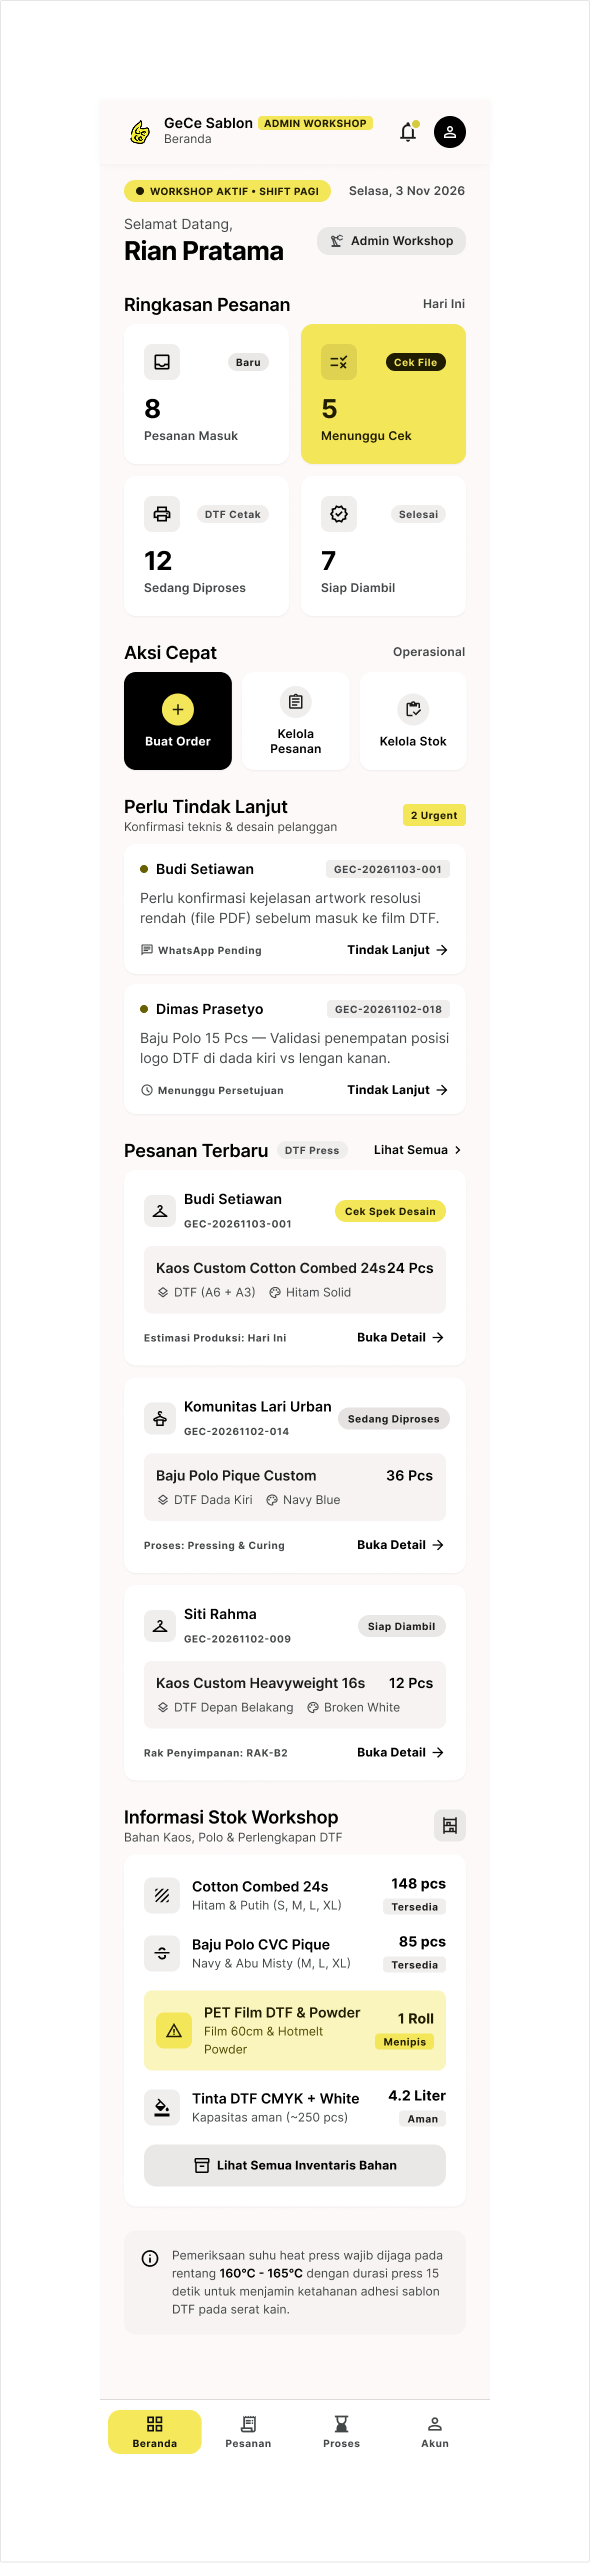 GeCe Sablon ADMIN WORKSHOP
Beranda
WORKSHOP AKTIF • SHIFT PAGI
Selasa, 3 Nov 2026
Selamat Datang,
Rian Pratama
Admin Workshop
Ringkasan Pesanan
Hari Ini
Baru
8
Pesanan Masuk
Cek File
5
Menunggu Cek
DTF Cetak
12
Sedang Diproses
Selesai
7
Siap Diambil
Aksi Cepat
Operasional
Buat Order
Kelola
Pesanan
Kelola Stok
Perlu Tindak Lanjut
Konfirmasi teknis & desain pelanggan
2 Urgent
Budi Setiawan
GEC-20261103-001
Perlu konfirmasi kejelasan artwork resolusi
rendah (file PDF) sebelum masuk ke film DTF.
WhatsApp Pending
Tindak Lanjut
Dimas Prasetyo
GEC-20261102-018
Baju Polo 15 Pcs — Validasi penempatan posisi
logo DTF di dada kiri vs lengan kanan.
Menunggu Persetujuan
Tindak Lanjut
Pesanan Terbaru
DTF Press
Lihat Semua
Budi Setiawan
GEC-20261103-001
Cek Spek Desain
Kaos Custom Cotton Combed 24s
24 Pcs
DTF (A6 + A3)
Hitam Solid
Estimasi Produksi: Hari Ini
Buka Detail
Komunitas Lari Urban
GEC-20261102-014
Sedang Diproses
Baju Polo Pique Custom
36 Pcs
DTF Dada Kiri
Navy Blue
Proses: Pressing & Curing
Buka Detail
Siti Rahma
GEC-20261102-009
Siap Diambil
Kaos Custom Heavyweight 16s
12 Pcs
DTF Depan Belakang
Broken White
Rak Penyimpanan: RAK-B2
Buka Detail
Informasi Stok Workshop
Bahan Kaos, Polo & Perlengkapan DTF
Cotton Combed 24s
Hitam & Putih (S, M, L, XL)
148 pcs
Tersedia
Baju Polo CVC Pique
Navy & Abu Misty (M, L, XL)
85 pcs
Tersedia
PET Film DTF & Powder
Film 60cm & Hotmelt
Powder
1 Roll
Menipis
Tinta DTF CMYK + White
Kapasitas aman (~250 pcs)
4.2 Liter
Aman
Lihat Semua Inventaris Bahan
Pemeriksaan suhu heat press wajib dijaga pada
rentang 160°C - 165°C dengan durasi press 15
detik untuk menjamin ketahanan adhesi sablon
DTF pada serat kain.
Beranda
Pesanan
Proses
Akun